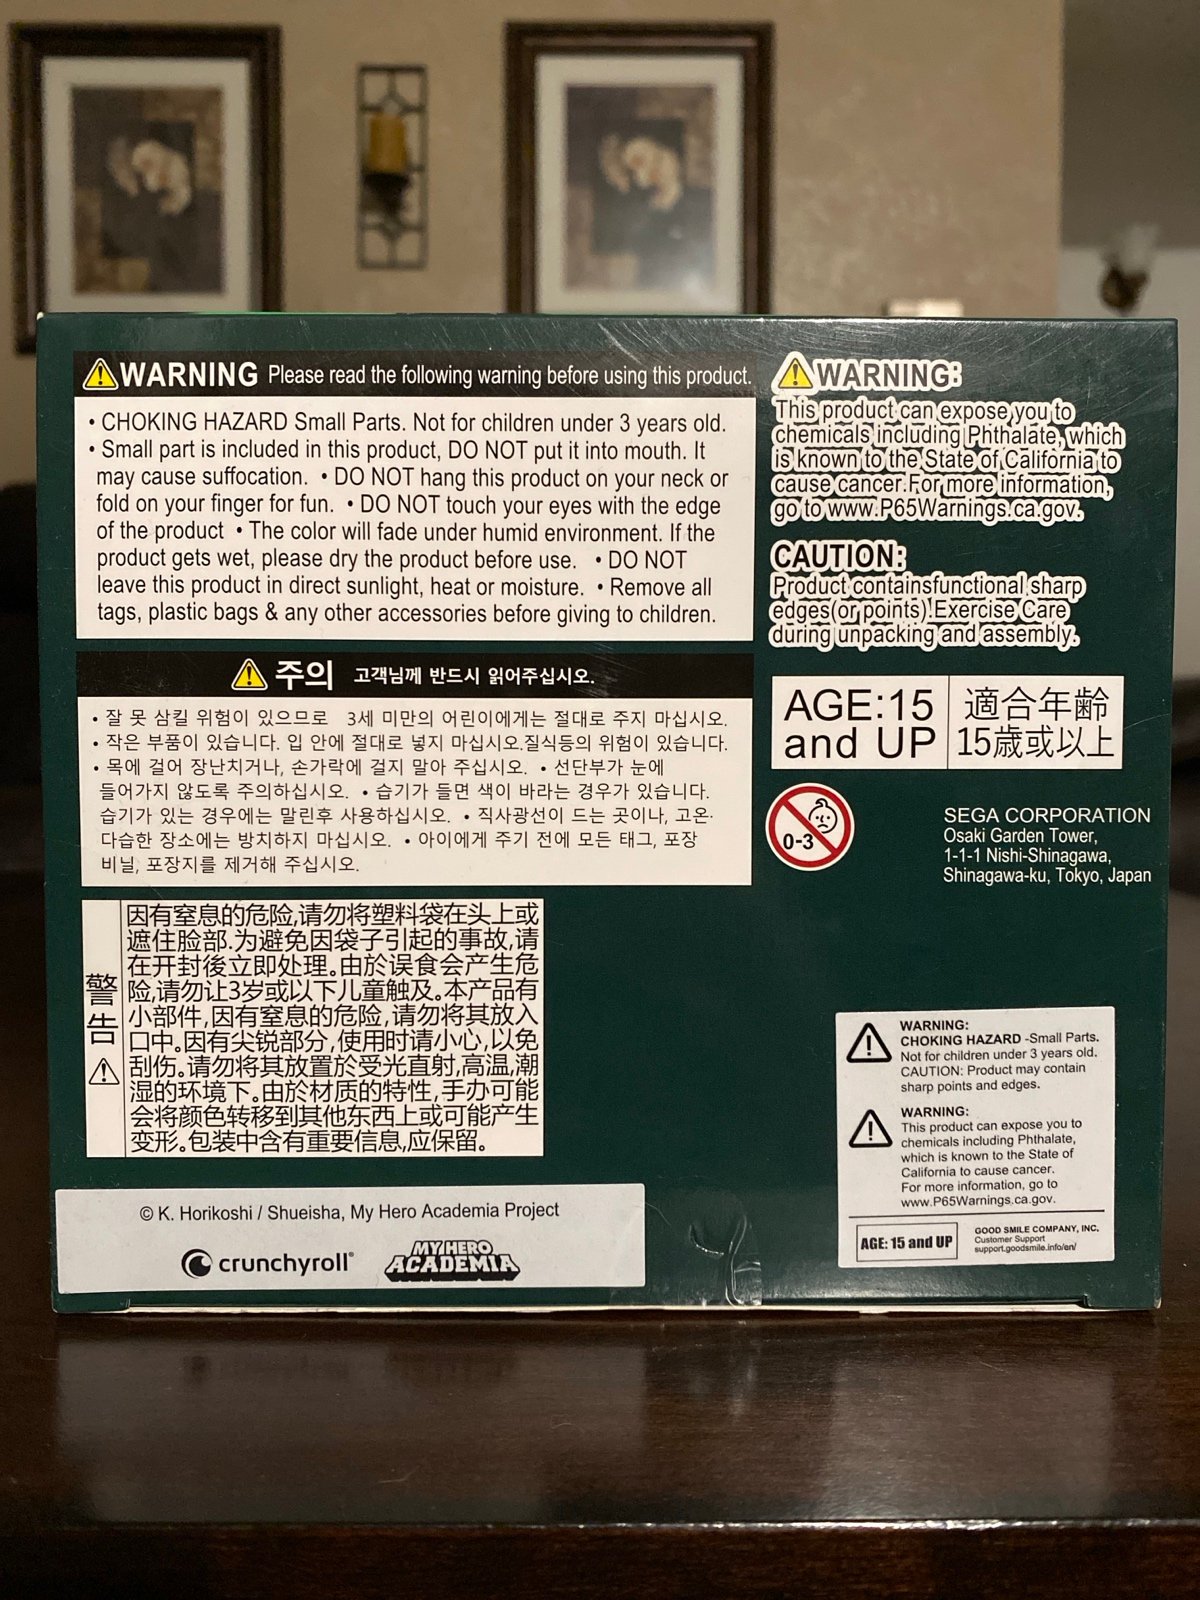 WARNING Please read the following warning before using this product.
• CHOKING HAZARD Small Parts. Not for children under 3 years old.
• Small part is included in this product, DO NOT put it into mouth. It
may cause suffocation. • DO NOT hang this product on your neck or
fold on your finger for fun. • DO NOT touch your eyes with the edge
of the product • The color will fade under humid environment. If the
product gets wet, please dry the product before use. • DO NOT
leave this product in direct sunlight, heat or moisture. • Remove all
tags, plastic bags & any other accessories before giving to children.
주의 고객님께 반드시 읽어주십시오.
• 잘 못 삼킬 위험이 있으므로 3세 미만의 어린이에게는 절대로 주지 마십시오.
• 작은 부품이 있습니다. 입 안에 절대로 넣지 마십시오.질식등의 위험이 있습니다.
• 목에 걸어 장난치거나, 손가락에 걸지 말아 주십시오. • 선단부가 눈에
들어가지 않도록 주의하십시오. • 습기가 들면 색이 바라는 경우가 있습니다.
습기가 있는 경우에는 말린후 사용하십시오. • 직사광선이 드는 곳이나, 고온·
다습한 장소에는 방치하지 마십시오. • 아이에게 주기 전에 모든 태그, 포장
비닐, 포장지를 제거해 주십시오.
警告
因有窒息的危险,请勿将塑料袋在头上或
遮住脸部.为避免因袋子引起的事故,请
在开封後立即处理。由於误食会产生危
险,请勿让3岁或以下儿童触及。本产品有
小部件,因有窒息的危险,请勿将其放入
口中。因有尖锐部分,使用时请小心,以免
刮伤。请勿将其放置於受光直射,高温,潮
湿的环境下。由於材质的特性,手办可能
会将颜色转移到其他东西上或可能产生
变形。包装中含有重要信息,应保留。
© K. Horikoshi / Shueisha, My Hero Academia Project
crunchyroll®
MY HERO
ACADEMIA
WARNING:
This product can expose you to
chemicals including Phthalate, which
is known to the State of California to
cause cancer.For more information,
go to www.P65Warnings.ca.gov.
CAUTION:
Product containsfunctional sharp
edges(or points)!Exercise Care
during unpacking and assembly.
AGE:15
and UP
適合年齡
15歲或以上
0-3
SEGA CORPORATION
Osaki Garden Tower,
1-1-1 Nishi-Shinagawa,
Shinagawa-ku, Tokyo, Japan
WARNING:
CHOKING HAZARD -Small Parts.
Not for children under 3 years old.
CAUTION: Product may contain
sharp points and edges.
WARNING:
This product can expose you to
chemicals including Phthalate,
which is known to the State of
California to cause cancer.
For more information, go to
www.P65Warnings.ca.gov.
AGE: 15 and UP
GOOD SMILE COMPANY, INC.
Customer Support
support.goodsmile.info/en/